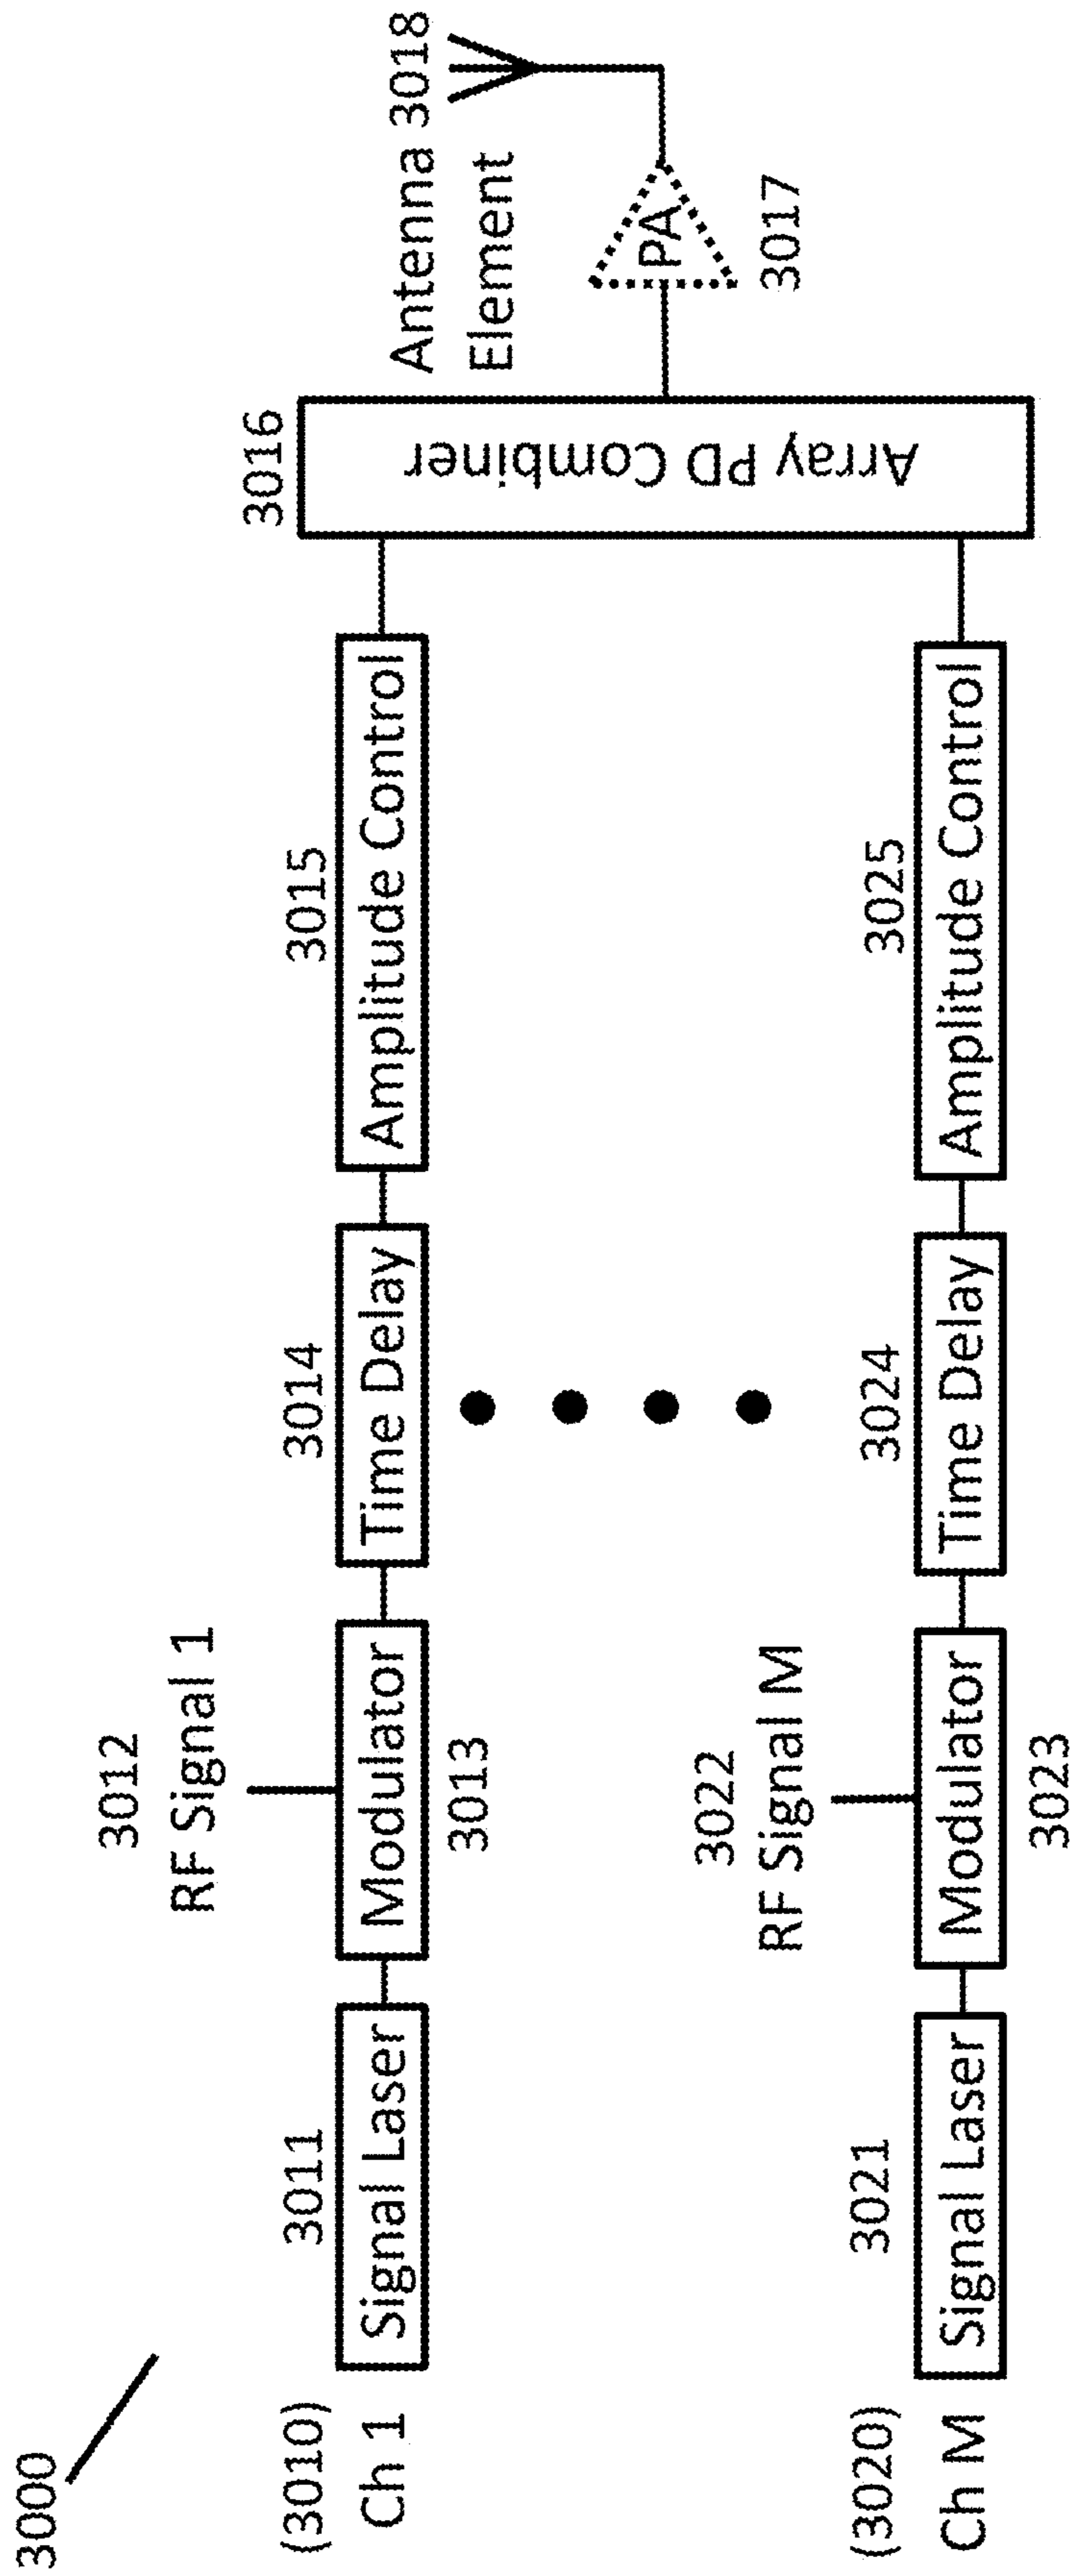 3000
3012
RF Signal 1
(3010)
Ch 1
3011
Signal Laser
Modulator
3013
3014
Time Delay
3015
Amplitude Control
3016
Array PD Combiner
Antenna 3018
Element
PA
3017
3022
RF Signal M
(3020)
Ch M
3021
Signal Laser
Modulator
3023
3024
Time Delay
3025
Amplitude Control